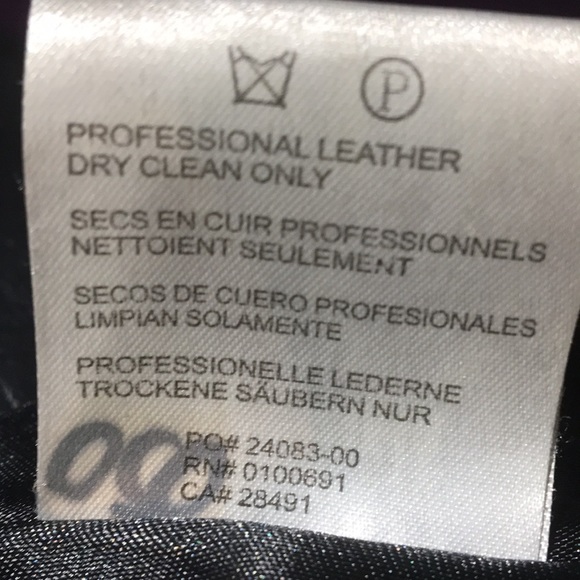 P
PROFESSIONAL LEATHER
DRY CLEAN ONLY
SECS EN CUIR PROFESSIONNELS
NETTOIENT SEULEMENT
SECOS DE CUERO PROFESIONALES
LIMPIAN SOLAMENTE
PROFESSIONELLE LEDERNE
TROCKENE SÄUBERN NUR
PO# 24083-00
RN# 0100691
CA# 28491
00